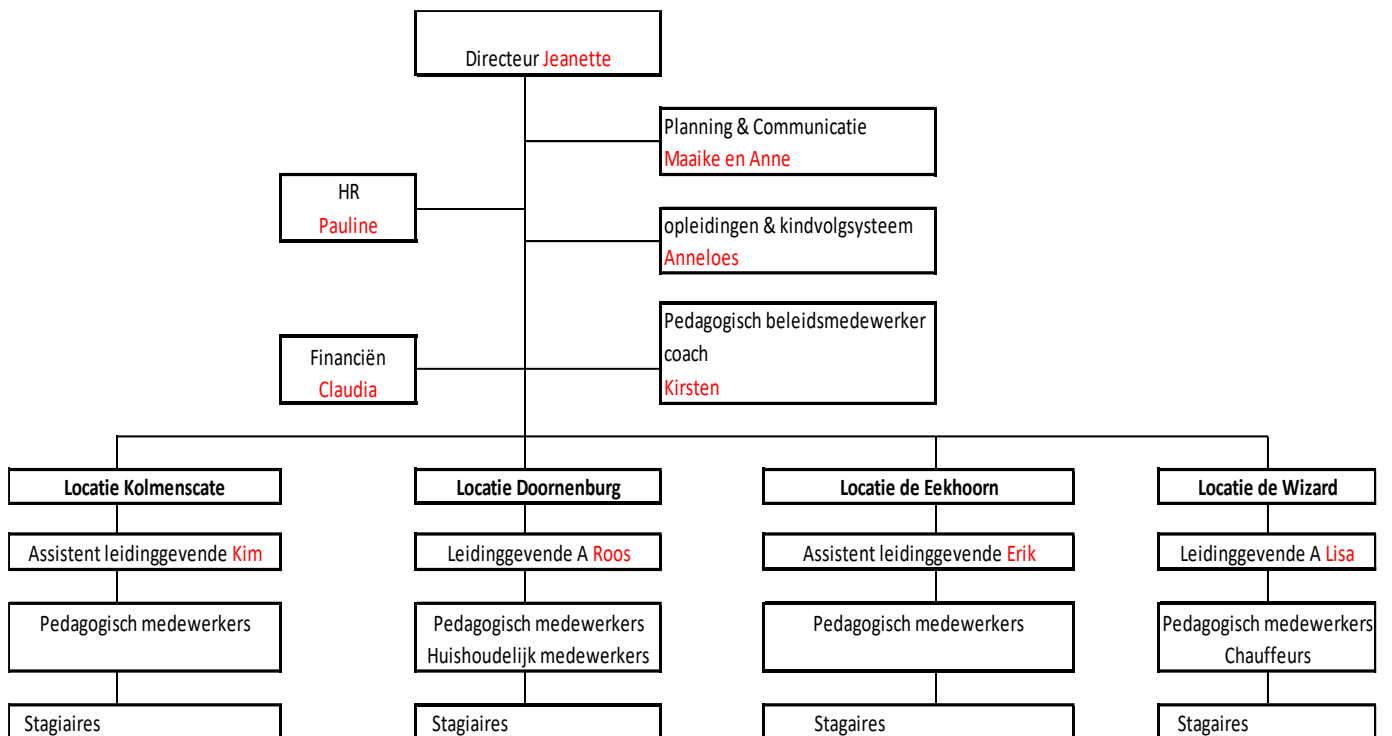 Directeur Jeanette
Planning & Communicatie
Maaike en Anne
HR
Pauline
opleidingen & kindvolgsysteem
Anneloes
Pedagogisch beleidsmedewerker
coach
Kirsten
Financiën
Claudia
Locatie Kolmenscate
Locatie Doornenburg
Locatie de Eekhoorn
Locatie de Wizard
Assistent leidinggevende Kim
Leidinggevende A Roos
Assistent leidinggevende Erik
Leidinggevende A Lisa
Pedagogisch medewerkers
Pedagogisch medewerkers
Huishoudelijk medewerkers
Pedagogisch medewerkers
Pedagogisch medewerkers
Chauffeurs
Stagiaires
Stagiaires
Stagaires
Stagaires